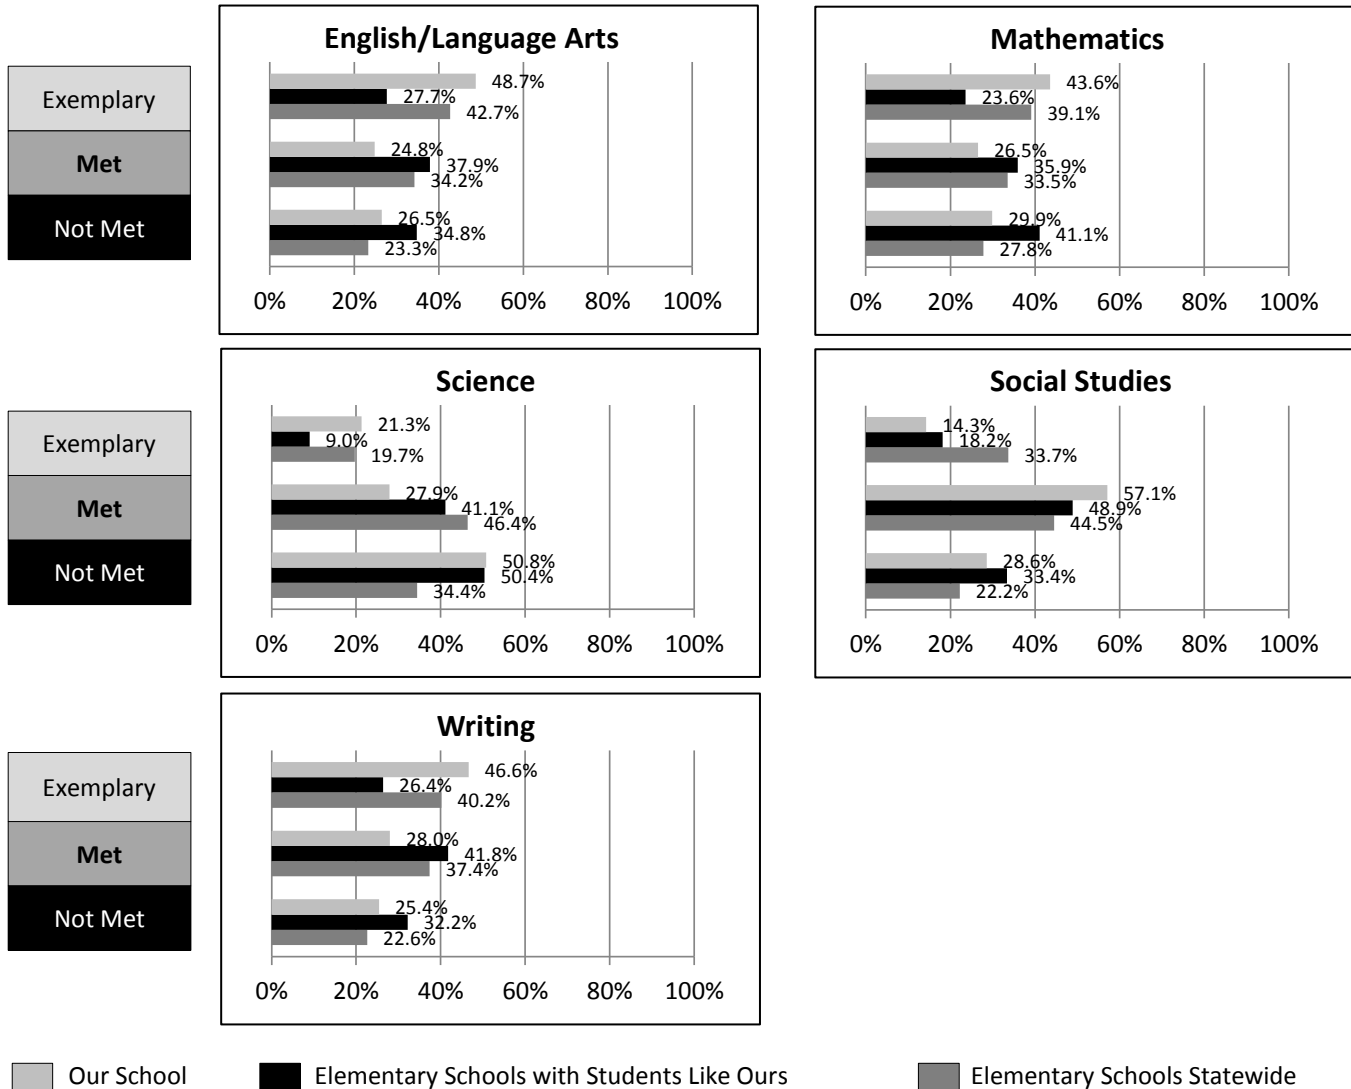 English/Language Arts
Exemplary
Met
Not Met
48.7%
27.7%
42.7%
24.8%
37.9%
34.2%
26.5%
34.8%
23.3%
0% 20% 40% 60% 80% 100%
Mathematics
43.6%
23.6%
39.1%
26.5%
35.9%
33.5%
29.9%
41.1%
27.8%
0% 20% 40% 60% 80% 100%
Science
Exemplary
Met
Not Met
21.3%
9.0%
19.7%
27.9%
41.1%
46.4%
50.8%
50.4%
34.4%
0% 20% 40% 60% 80% 100%
Social Studies
14.3%
18.2%
33.7%
57.1%
48.9%
44.5%
28.6%
33.4%
22.2%
0% 20% 40% 60% 80% 100%
Writing
Exemplary
Met
Not Met
46.6%
26.4%
40.2%
28.0%
41.8%
37.4%
25.4%
32.2%
22.6%
0% 20% 40% 60% 80% 100%
Our School Elementary Schools with Students Like Ours Elementary Schools Statewide